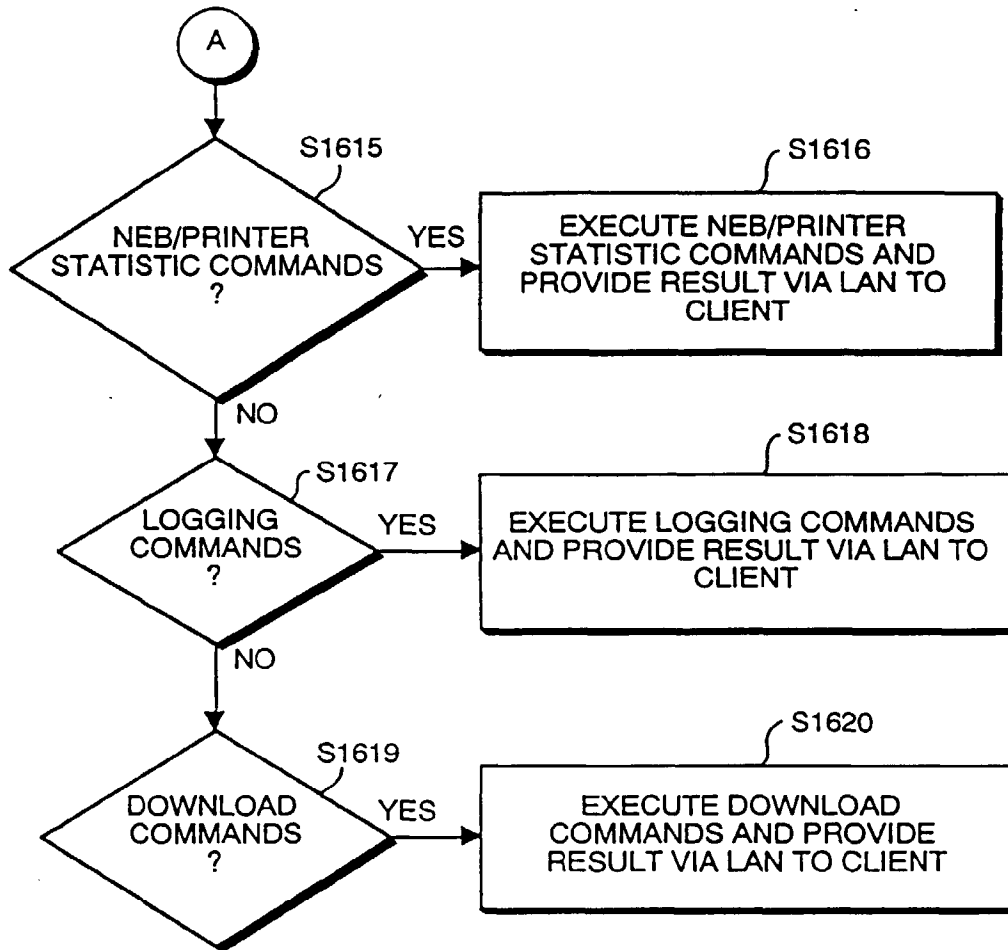 A
S1615
NEB/PRINTER
STATISTIC COMMANDS
?
YES
S1616
EXECUTE NEB/PRINTER
STATISTIC COMMANDS AND
PROVIDE RESULT VIA LAN TO
CLIENT
NO
S1617
LOGGING
COMMANDS
?
YES
S1618
EXECUTE LOGGING COMMANDS
AND PROVIDE RESULT VIA LAN TO
CLIENT
NO
S1619
DOWNLOAD
COMMANDS
?
YES
S1620
EXECUTE DOWNLOAD
COMMANDS AND PROVIDE
RESULT VIA LAN TO CLIENT